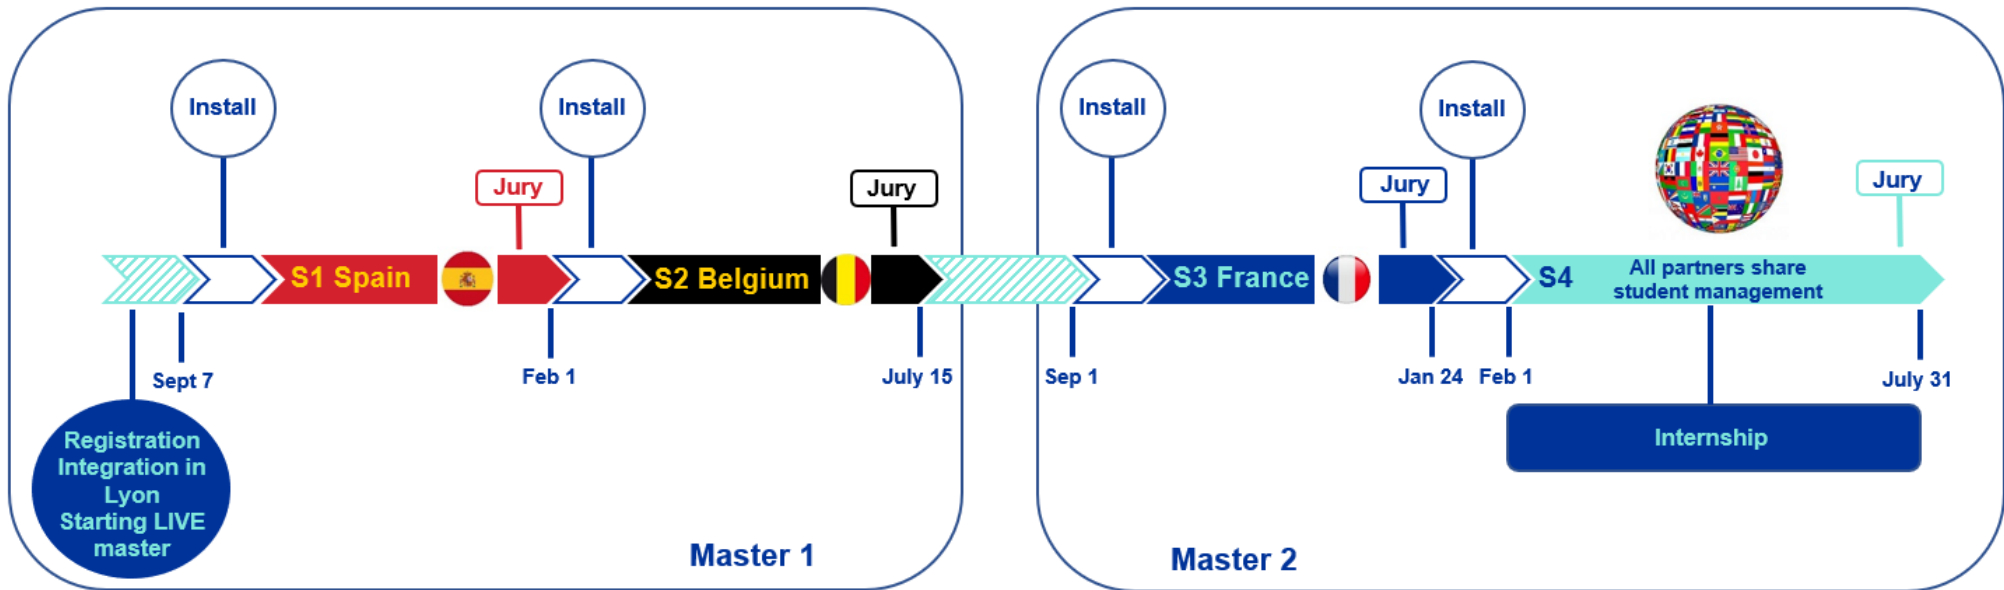 Install
Install
Install
Install
Jury
Jury
Jury
Jury
S1 Spain
S2 Belgium
S3 France
S4
All partners share
student management
Sept 7
Feb 1
July 15
Sep 1
Jan 24
Feb 1
July 31
Registration
Integration in
Lyon
Starting LIVE
master
Internship
Master 1
Master 2